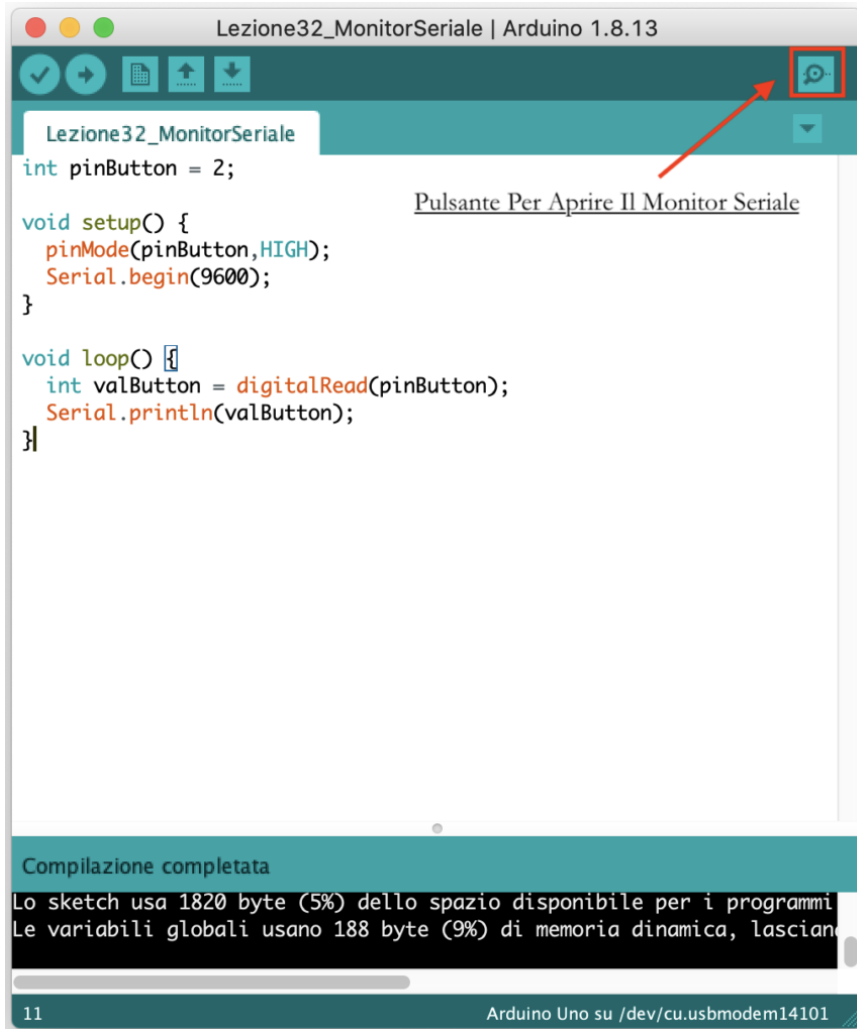 Lezione32_MonitorSeriale | Arduino 1.8.13
Lezione32_MonitorSeriale
int pinButton = 2;
Pulsante Per Aprire Il Monitor Seriale
void setup() {
  pinMode(pinButton,HIGH);
  Serial.begin(9600);
}
void loop() {
  int valButton = digitalRead(pinButton);
  Serial.println(valButton);
}
Compilazione completata
Lo sketch usa 1820 byte (5%) dello spazio disponibile per i programmi
Le variabili globali usano 188 byte (9%) di memoria dinamica, lascian
11
Arduino Uno su /dev/cu.usbmodem14101